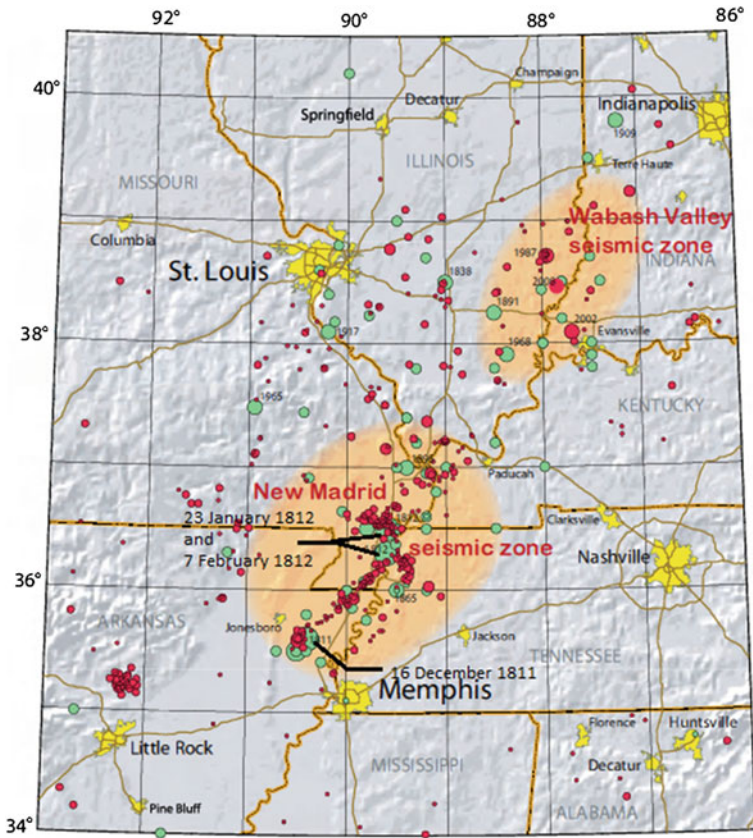 92°
90°
88°
86°
40°
Champaign
Decatur
Springfield
Indianapolis
1909
ILLINOIS
Terre Haute
MISSOURI
Columbia
Wabash Valley
seismic zone
1987
INDIANA
St. Louis
1838
2008
1891
2002
38°
1917
Evansville
1968
1965
KENTUCKY
1895
Paducah
New Madrid
23 January 1812
and
7 February 1812
Clarksville
seismic zone
Nashville
36°
1865
ARKANSAS
Jonesboro
1811
Jackson
TENNESSEE
16 December 1811
Memphis
Little Rock
Florence
Huntsville
MISSISSIPPI
Decatur
Pine Bluff
ALABAMA
34°